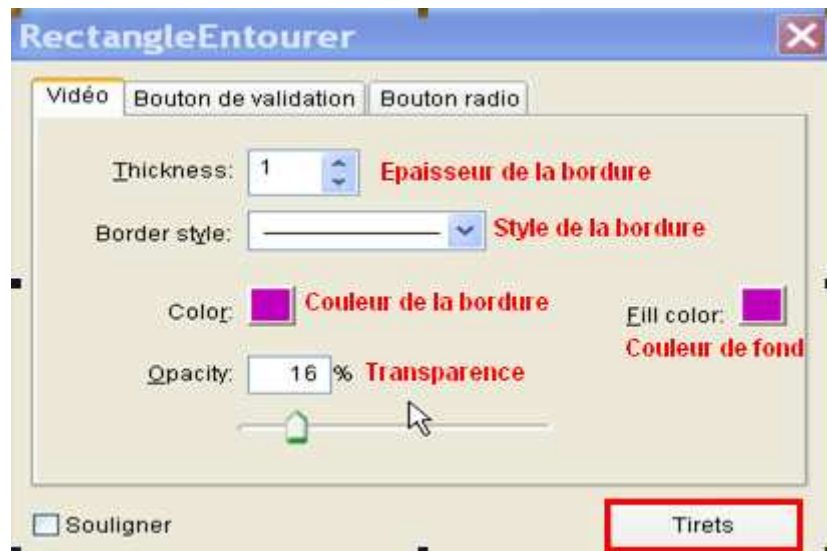 RectangleEntourer
Vidéo Bouton de validation Bouton radio
Thickness: 1 Epaisseur de la bordure
Border style: Style de la bordure
Color: Couleur de la bordure Fill color:
Couleur de fond
Opacity: 16 % Transparence
Souligner Tirets